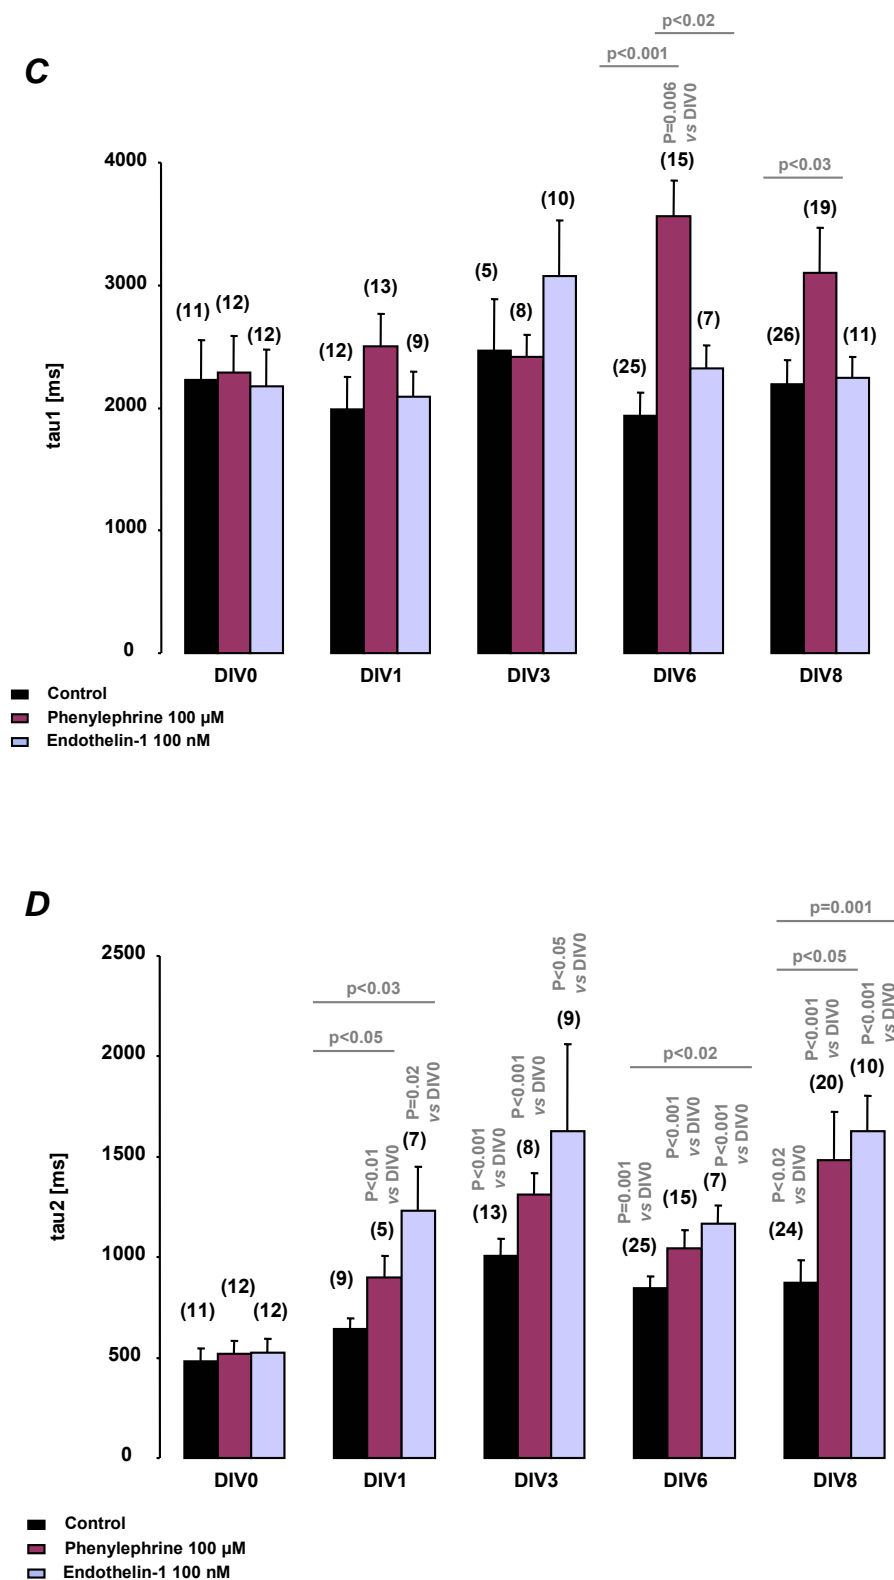 p<0.02
C
p<0.001
P=0.006
vs DIV0
4000
(15)
p<0.03
(10)
(19)
3000
(5)
(11)
(12)
(13)
(8)
(7)
(12)
(12)
(9)
(25)
(26)
(11)
tau1 [ms]
2000
1000
0
DIV0
DIV1
DIV3
DIV6
DIV8
Control
Phenylephrine 100 µM
Endothelin-1 100 nM
D
p=0.001
2500
p<0.05
P<0.05
vs DIV0
p<0.03
p<0.05
(9)
p<0.02
P<0.001
vs DIV0
P<0.001
vs DIV0
2000
P=0.02
vs DIV0
P<0.001
vs DIV0
P<0.001
vs DIV0
(20)
(10)
P<0.01
vs DIV0
(7)
P<0.001
vs DIV0
(8)
P=0.001
vs DIV0
P<0.001
vs DIV0
P<0.02
vs DIV0
1500
(5)
(13)
(25)
(15)
(7)
(24)
tau2 [ms]
1000
(11)
(12)
(12)
(9)
500
0
DIV0
DIV1
DIV3
DIV6
DIV8
Control
Phenylephrine 100 µM
Endothelin-1 100 nM